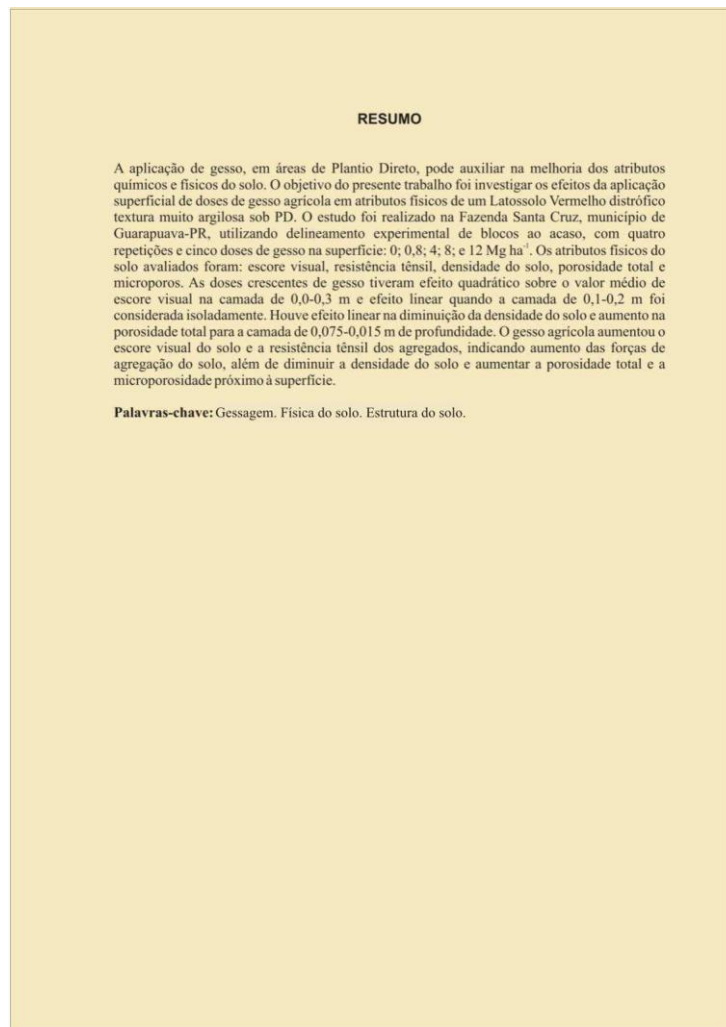 RESUMO
A aplicação de gesso, em áreas de Plantio Direto, pode auxiliar na melhoria dos atributos
químicos e físicos do solo. O objetivo do presente trabalho foi investigar os efeitos da aplicação
superficial de doses de gesso agrícola em atributos físicos de um Latossolo Vermelho distrófico
textura muito argilosa sob PD. O estudo foi realizado na Fazenda Santa Cruz, município de
Guarapuava-PR, utilizando delineamento experimental de blocos ao acaso, com quatro
repetições e cinco doses de gesso na superfície: 0; 0,8; 4; 8; e 12 Mg ha⁻¹. Os atributos físicos do
solo avaliados foram: escore visual, resistência tênsil, densidade do solo, porosidade total e
microporos. As doses crescentes de gesso tiveram efeito quadrático sobre o valor médio de
escore visual na camada de 0,0-0,3 m e efeito linear quando a camada de 0,1-0,2 m foi
considerada isoladamente. Houve efeito linear na diminuição da densidade do solo e aumento na
porosidade total para a camada de 0,075-0,015 m de profundidade. O gesso agrícola aumentou o
escore visual do solo e a resistência tênsil dos agregados, indicando aumento das forças de
agregação do solo, além de diminuir a densidade do solo e aumentar a porosidade total e a
microporosidade próximo à superfície.
Palavras-chave: Gessagem. Física do solo. Estrutura do solo.